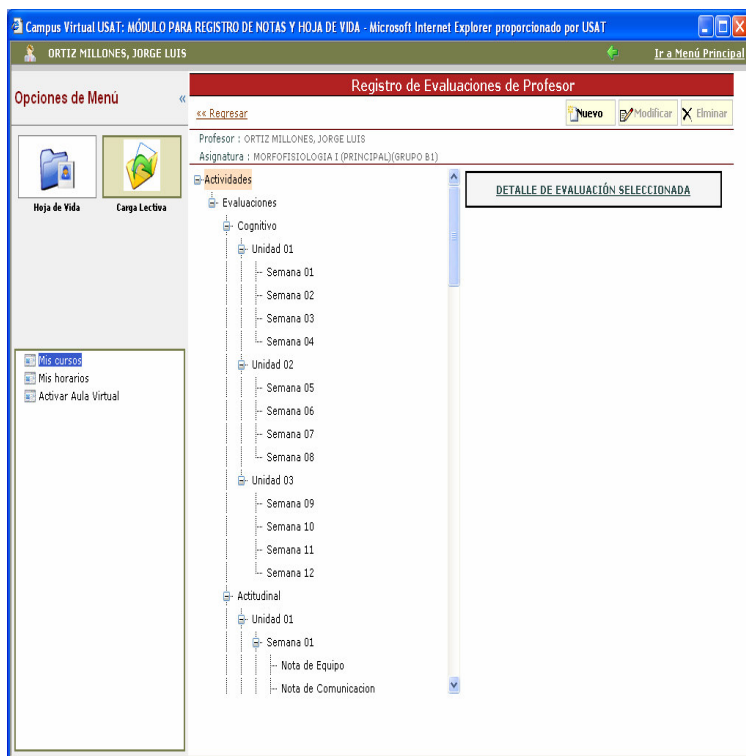 Campus Virtual USAT: MÓDULO PARA REGISTRO DE NOTAS Y HOJA DE VIDA - Microsoft Internet Explorer proporcionado por USAT
ORTIZ MILLONES, JORGE LUIS
Ir a Menú Principal
Opciones de Menú «
Hoja de Vida
Carga Lectiva
Mis cursos
Mis horarios
Activar Aula Virtual
Registro de Evaluaciones de Profesor
<< Regresar
Nuevo
Modificar
Elminar
Profesor : ORTIZ MILLONES, JORGE LUIS
Asignatura : MORFOFISIOLOGIA I (PRINCIPAL)(GRUPO B1)
Actividades
Evaluaciones
Cognitivo
Unidad 01
Semana 01
Semana 02
Semana 03
Semana 04
Unidad 02
Semana 05
Semana 06
Semana 07
Semana 08
Unidad 03
Semana 09
Semana 10
Semana 11
Semana 12
Actitudinal
Unidad 01
Semana 01
Nota de Equipo
Nota de Comunicacion
DETALLE DE EVALUACIÓN SELECCIONADA